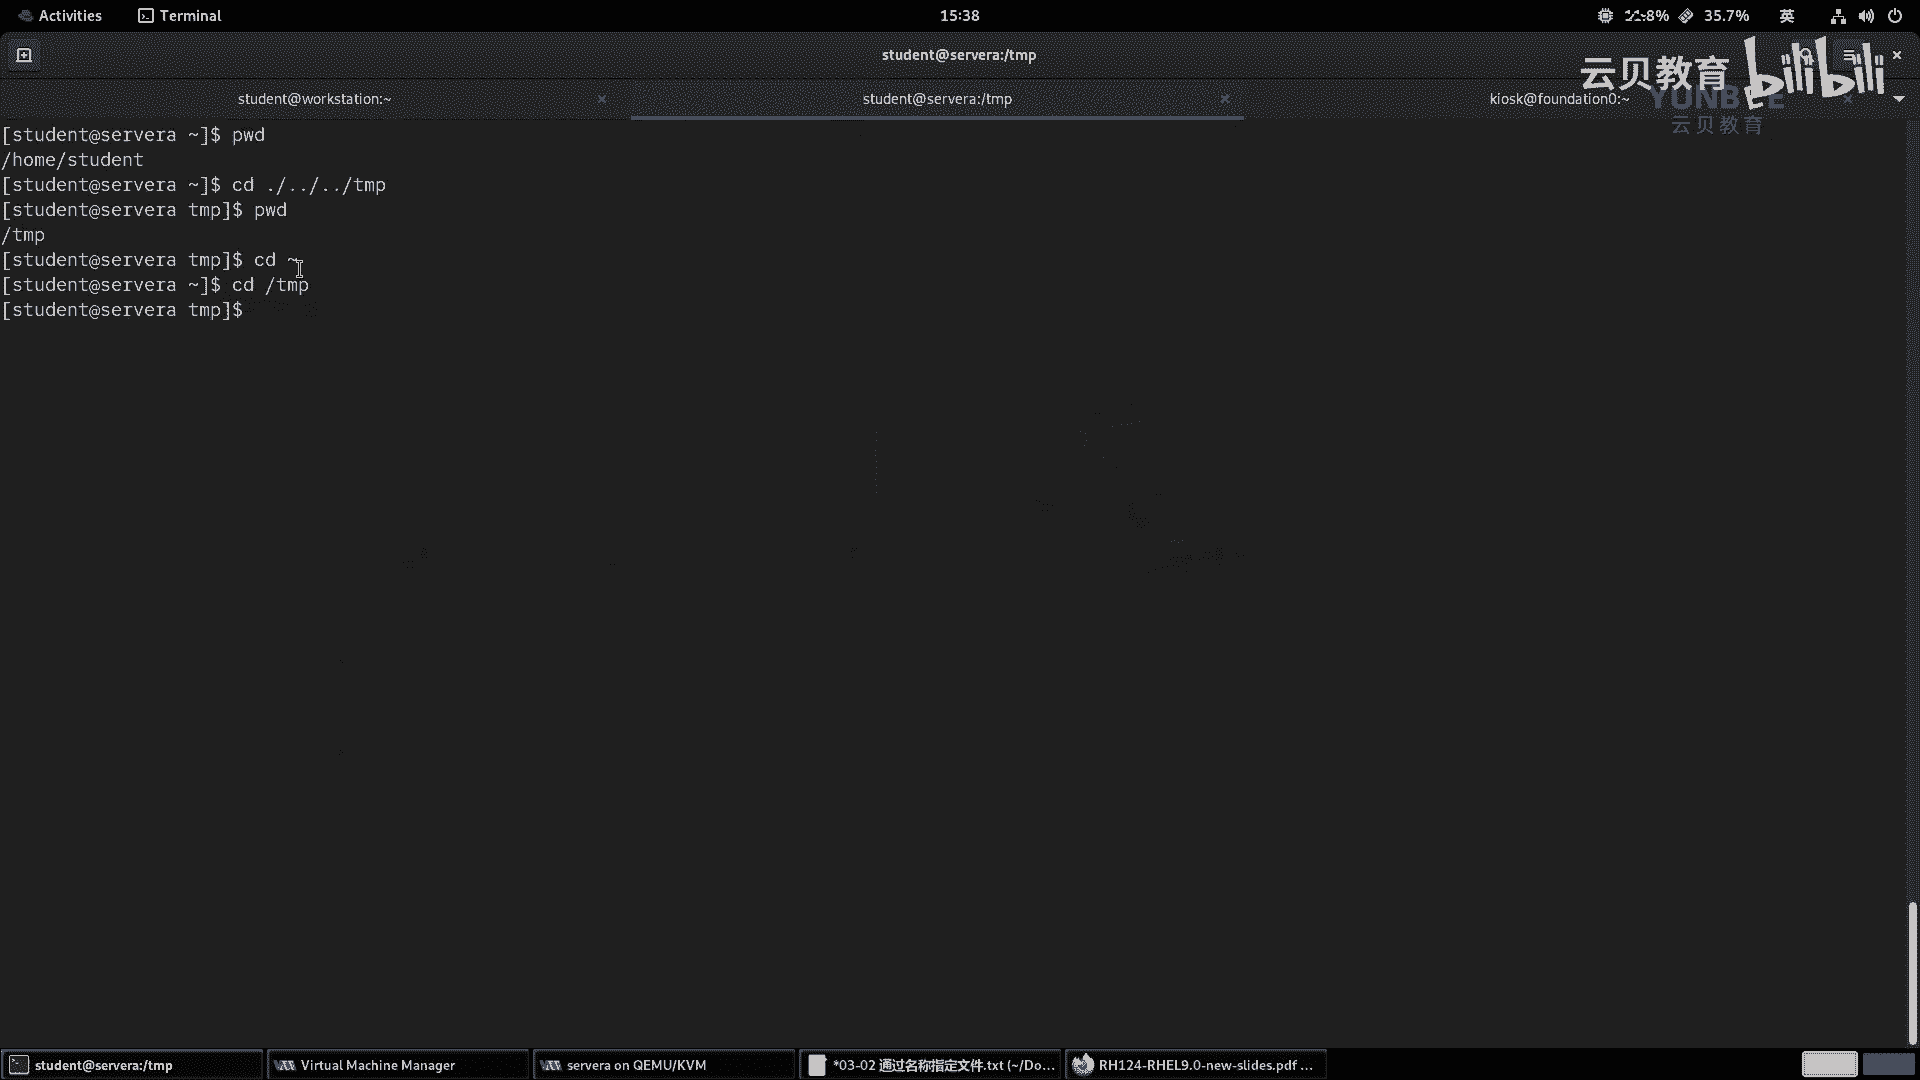 Activities
Terminal
15:38
35.7%
英
student@servera:/tmp
云贝教育 bilibili
student@workstation:~
student@servera:/tmp
kiosk@foundation0:~
云贝教育
[student@servera ~]$ pwd
/home/student
[student@servera ~]$ cd ./../../tmp
[student@servera tmp]$ pwd
/tmp
[student@servera tmp]$ cd ~
[student@servera ~]$ cd /tmp
[student@servera tmp]$
student@servera:/tmp
Virtual Machine Manager
servera on QEMU/KVM
*03-02 通过名称指定文件.txt (~/Do...
RH124-RHEL9.0-new-slides.pdf ...